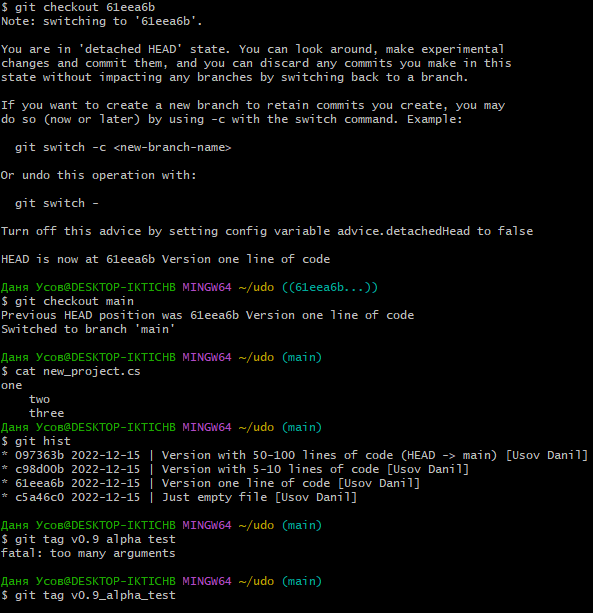 $ git checkout 61eea6b
Note: switching to '61eea6b'.
You are in 'detached HEAD' state. You can look around, make experimental
changes and commit them, and you can discard any commits you make in this
state without impacting any branches by switching back to a branch.
If you want to create a new branch to retain commits you create, you may
do so (now or later) by using -c with the switch command. Example:
git switch -c <new-branch-name>
Or undo this operation with:
git switch -
Turn off this advice by setting config variable advice.detachedHead to false
HEAD is now at 61eea6b Version one line of code
Даня Усов@DESKTOP-IKTICHB MINGW64 ~/udo ((61eea6b...))
$ git checkout main
Previous HEAD position was 61eea6b Version one line of code
Switched to branch 'main'
Даня Усов@DESKTOP-IKTICHB MINGW64 ~/udo (main)
$ cat new_project.cs
one
two
three
Даня Усов@DESKTOP-IKTICHB MINGW64 ~/udo (main)
$ git hist
* 097363b 2022-12-15 | Version with 50-100 lines of code (HEAD -> main) [Usov Danil]
* c98d00b 2022-12-15 | Version with 5-10 lines of code [Usov Danil]
* 61eea6b 2022-12-15 | Version one line of code [Usov Danil]
* c5a46c0 2022-12-15 | Just empty file [Usov Danil]
Даня Усов@DESKTOP-IKTICHB MINGW64 ~/udo (main)
$ git tag v0.9 alpha test
fatal: too many arguments
Даня Усов@DESKTOP-IKTICHB MINGW64 ~/udo (main)
$ git tag v0.9_alpha_test